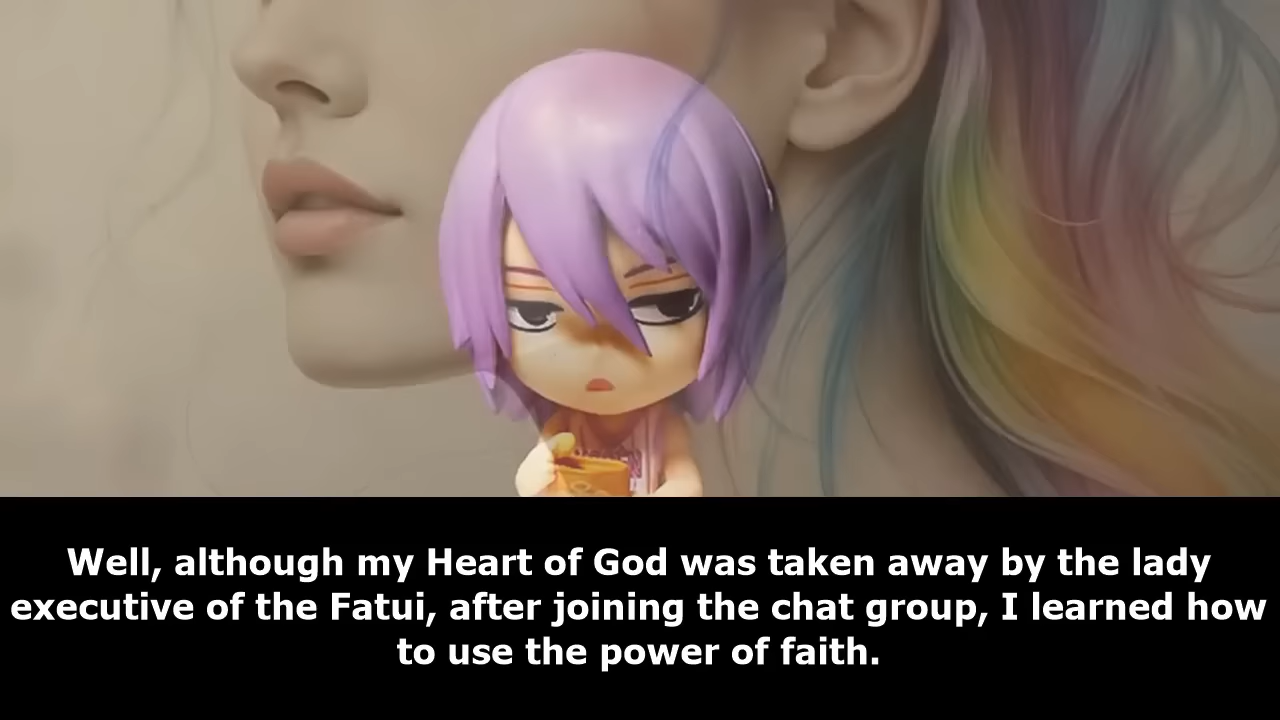 Well, although my Heart of God was taken away by the lady
executive of the Fatui, after joining the chat group, I learned how
to use the power of faith.